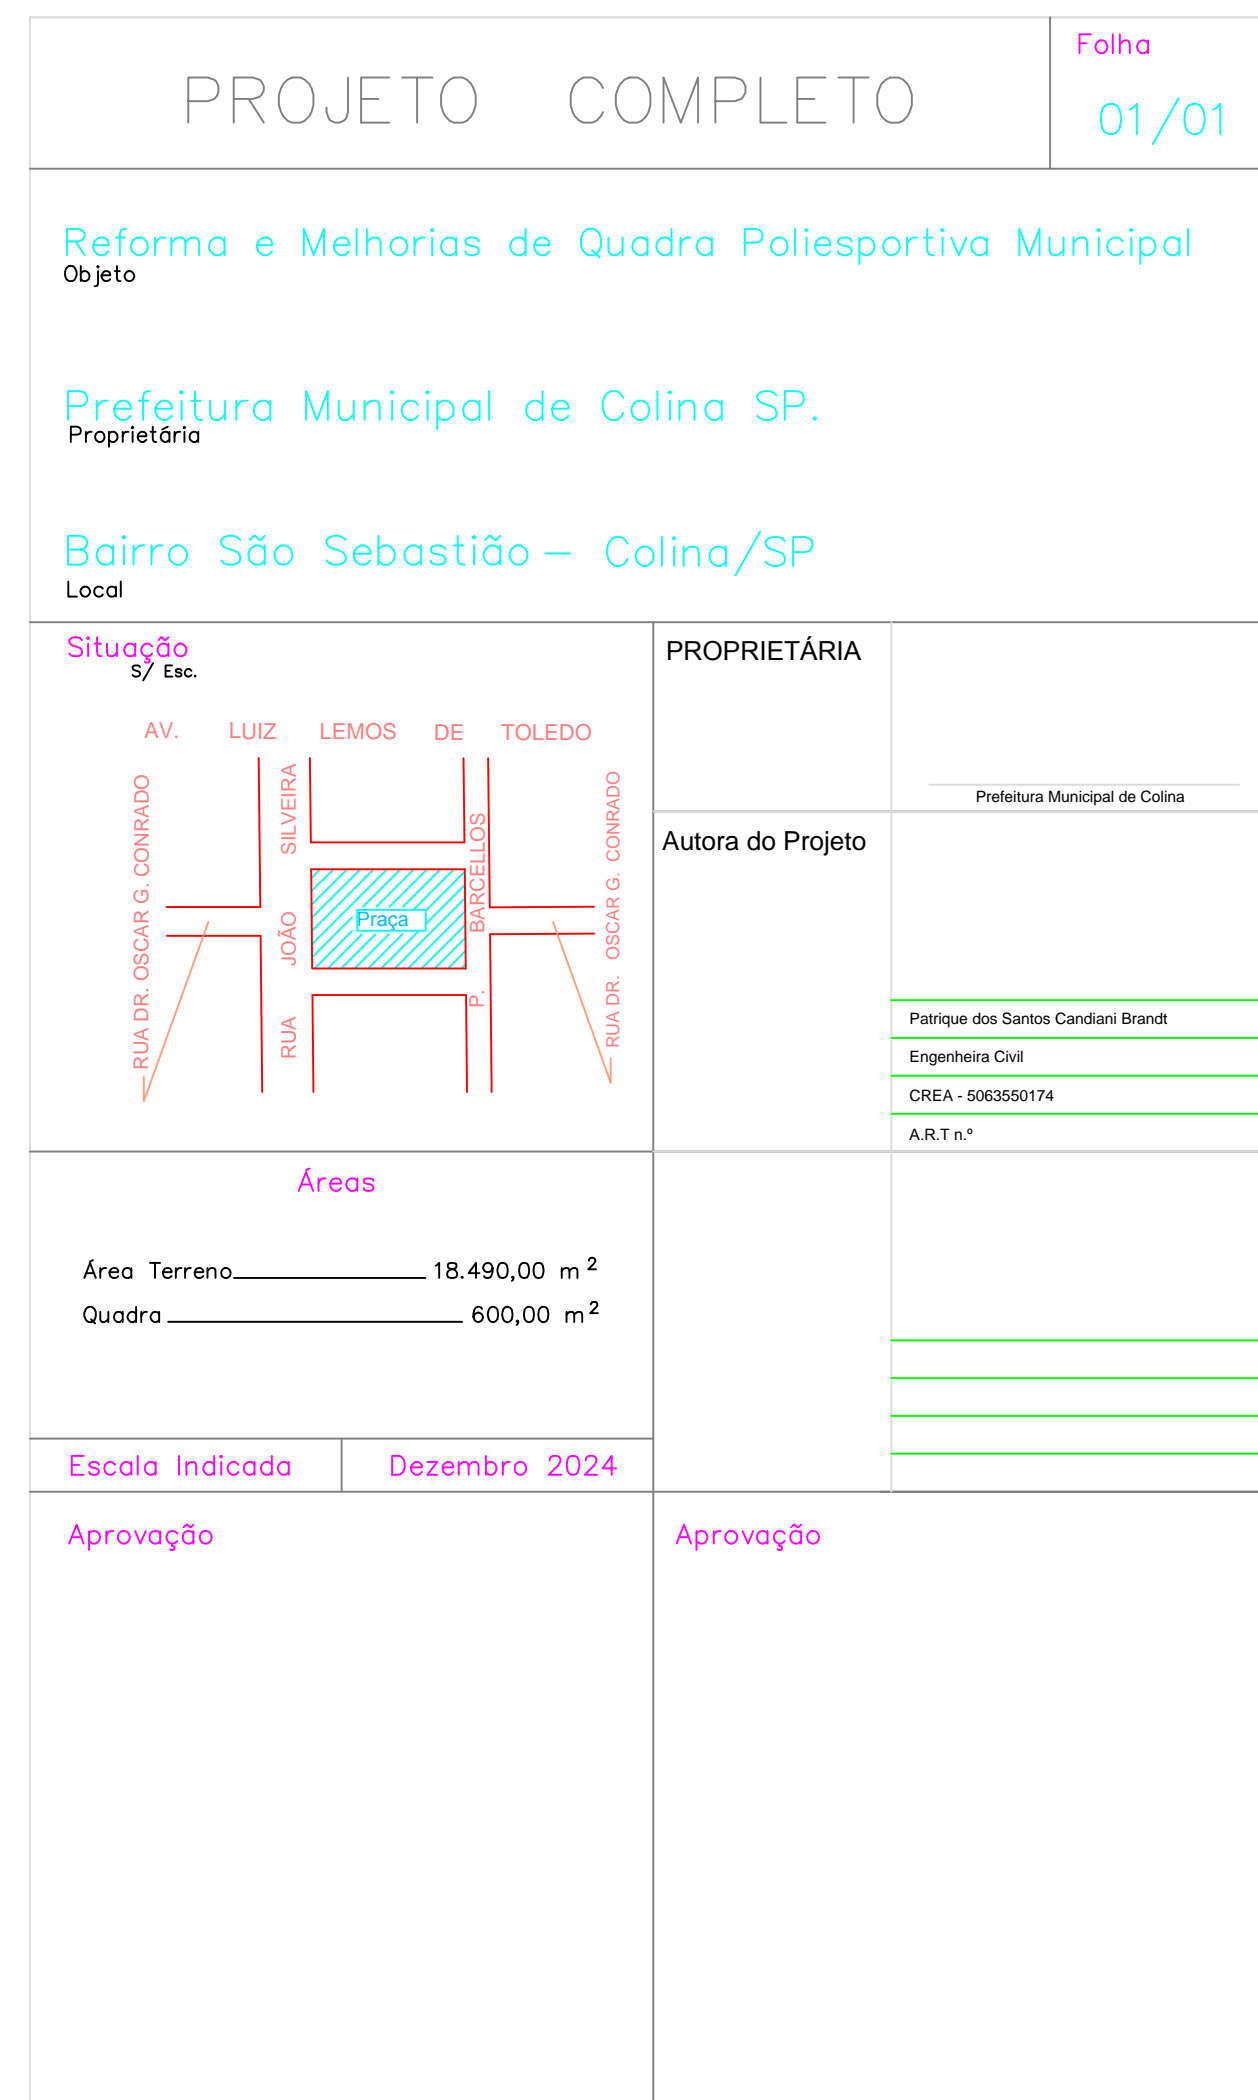 PROJETO COMPLETO
Folha
01/01
Reforma e Melhorias de Quadra Poliesportiva Municipal
Objeto
Prefeitura Municipal de Colina SP.
Proprietária
Bairro São Sebastião – Colina/SP
Local
Situação
S/ Esc.
AV. LUIZ LEMOS DE TOLEDO
RUA DR. OSCAR G. CONRADO
RUA JOÃO SILVEIRA
Praça
P. BARCELLOS
RUA DR. OSCAR G. CONRADO
PROPRIETÁRIA
Prefeitura Municipal de Colina
Autora do Projeto
Patrique dos Santos Candiani Brandt
Engenheira Civil
CREA - 5063550174
A.R.T n.º
Áreas
Área Terreno 18.490,00 m²
Quadra 600,00 m²
Escala Indicada
Dezembro 2024
Aprovação
Aprovação